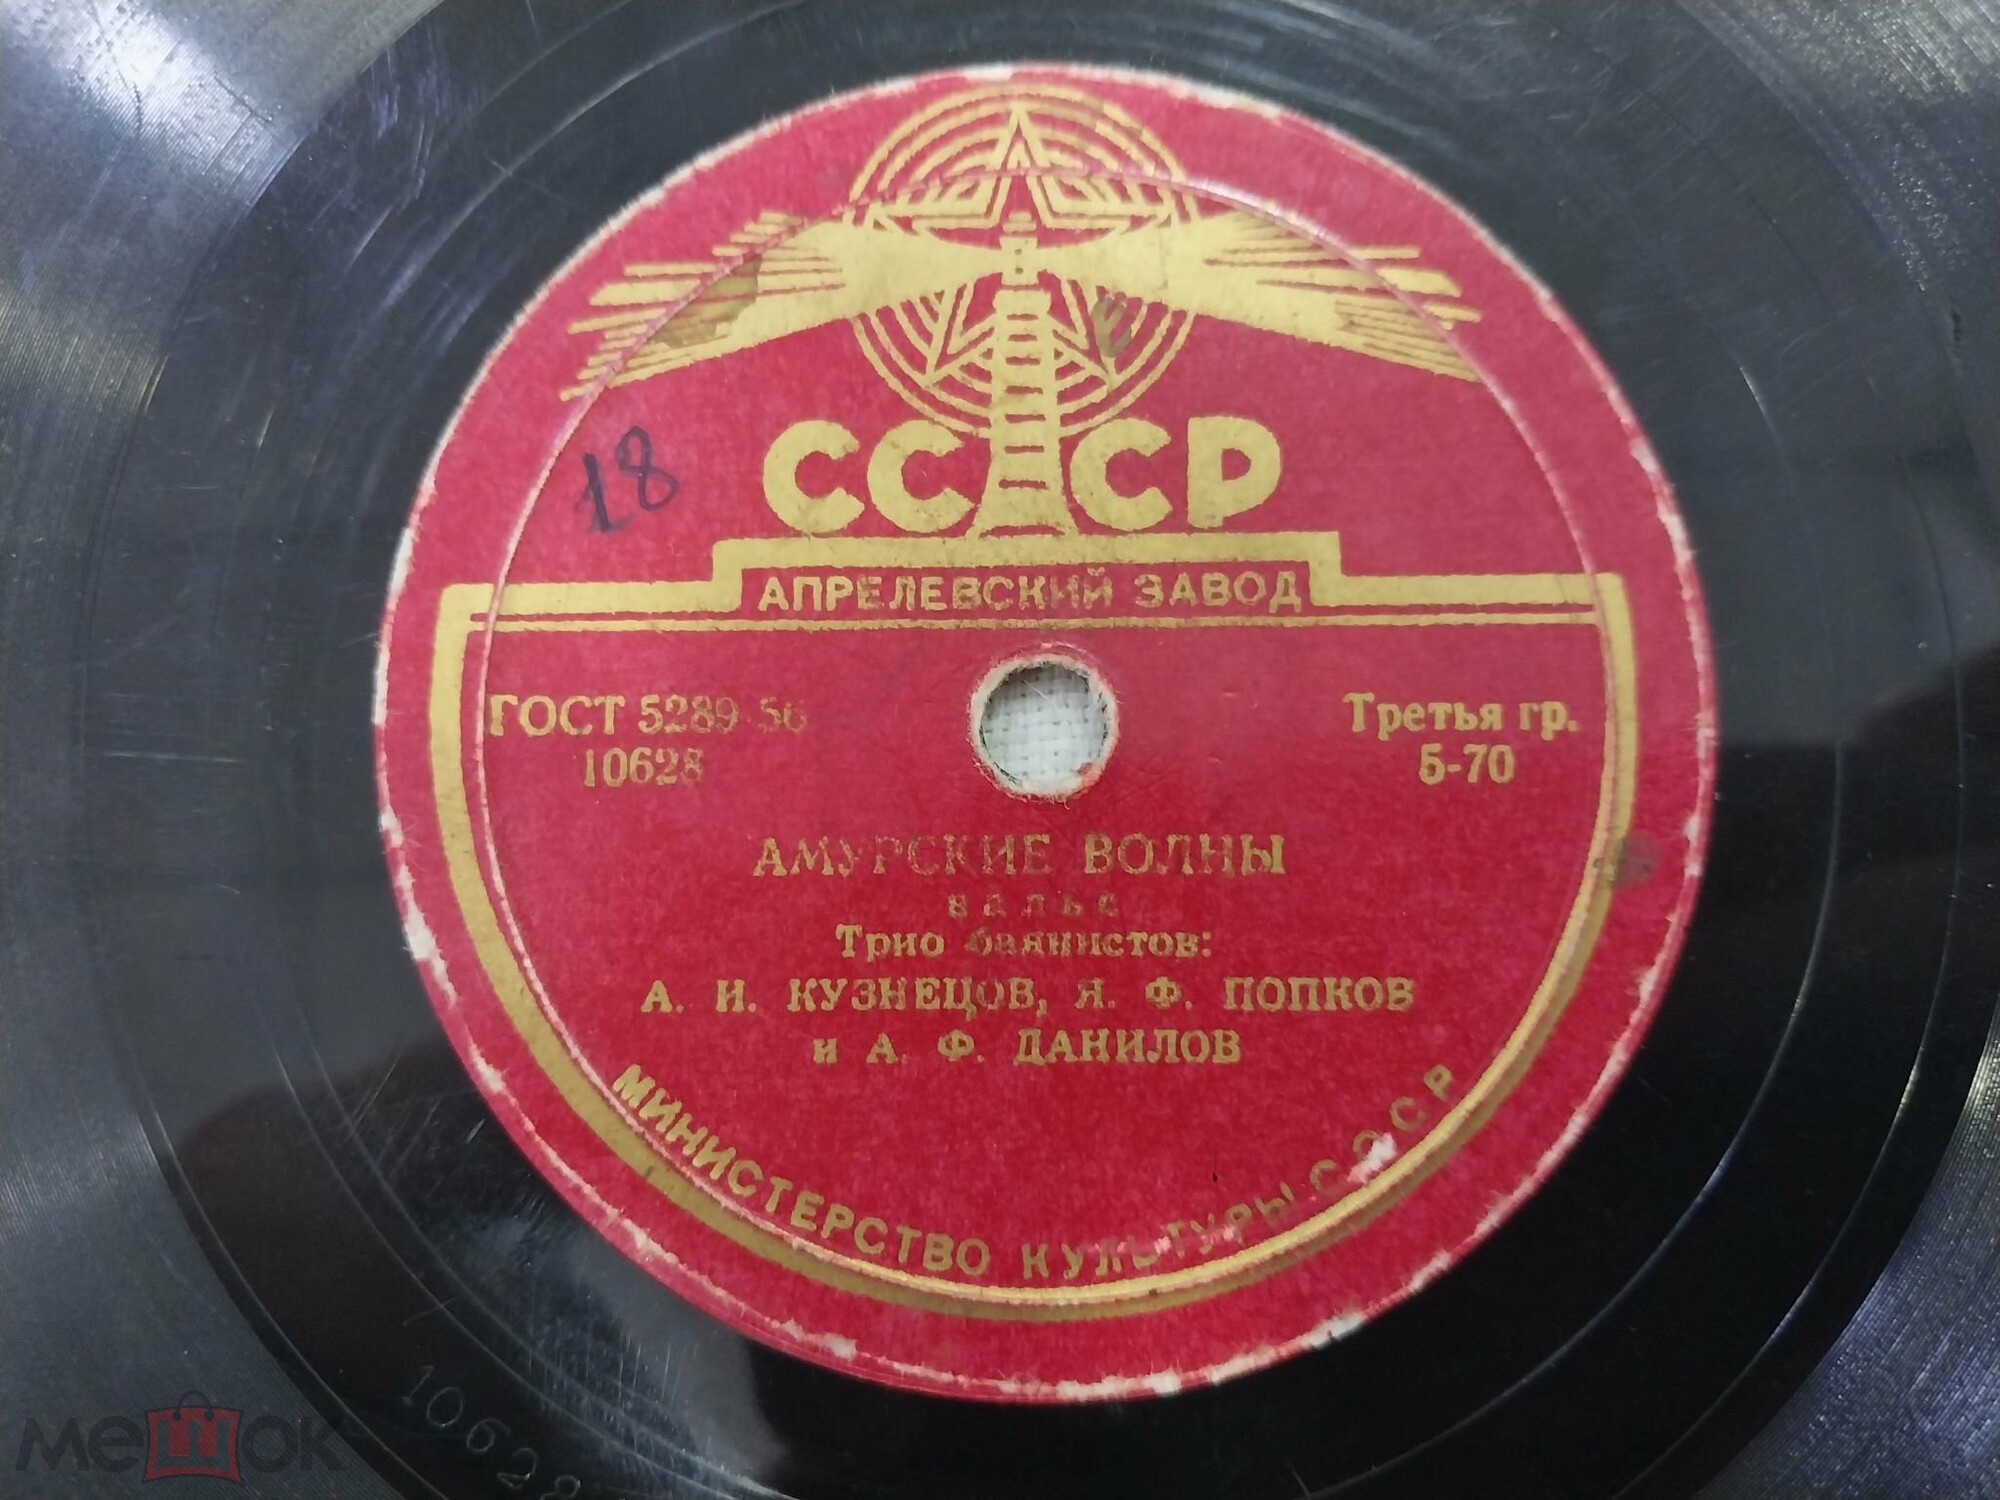 СССР
18
АПРЕЛЕВСКИЙ ЗАВОД
ГОСТ 5289-56
10628
Третья гр.
5-70
АМУРСКИЕ ВОЛНЫ
вальс
Трио баянистов:
А. И. КУЗНЕЦОВ, Я. Ф. ПОПКОВ
и А. Ф. ДАНИЛОВ
МИНИСТЕРСТВО КУЛЬТУРЫ СССР
10628
мешок